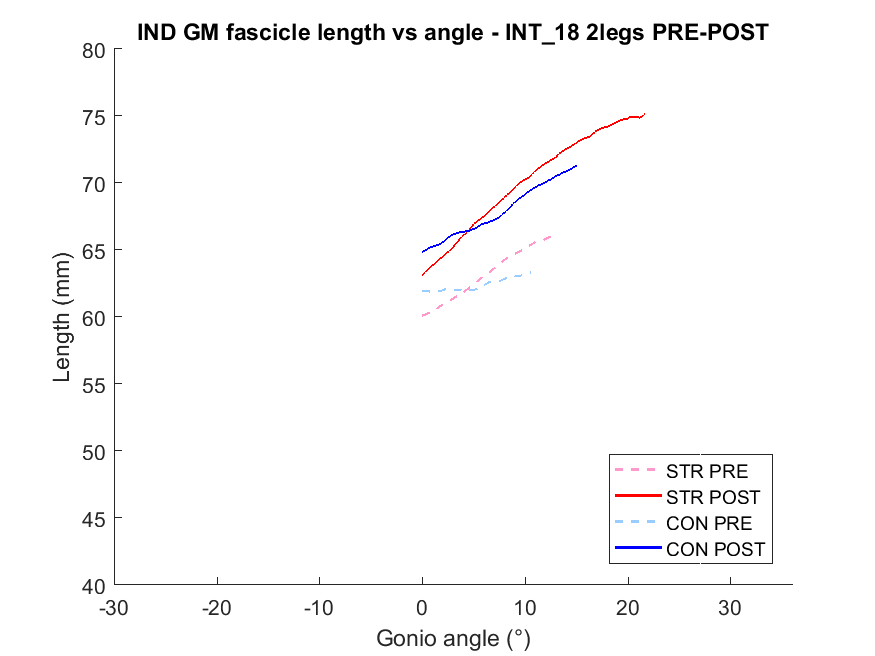 IND GM fascicle length vs angle - INT_18 2legs PRE-POST
80
75
70
65
60
55
50
45
40
Length (mm)
-30
-20
-10
0
10
20
30
Gonio angle (°)
STR PRE
STR POST
CON PRE
CON POST